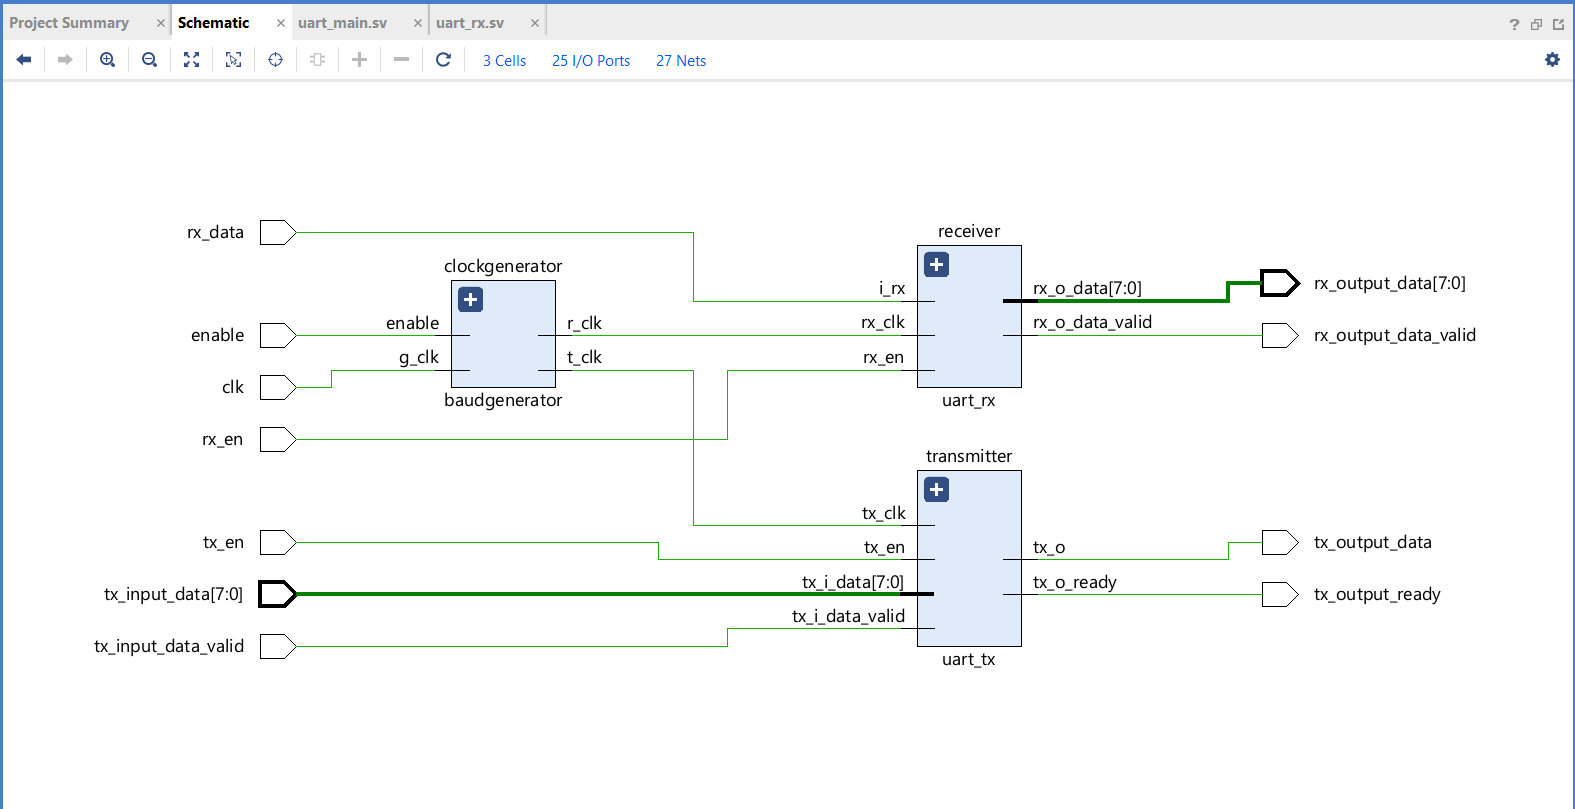 Project Summary × Schematic × uart_main.sv × uart_rx.sv × ?
3 Cells 25 I/O Ports 27 Nets
receiver
rx_data
clockgenerator
i_rx rx_o_data[7:0] rx_output_data[7:0]
enable enable r_clk rx_clk rx_o_data_valid rx_output_data_valid
g_clk t_clk rx_en
clk
baudgenerator uart_rx
rx_en
transmitter
tx_clk
tx_en tx_en tx_o tx_output_data
tx_input_data[7:0] tx_i_data[7:0] tx_o_ready tx_output_ready
tx_i_data_valid
tx_input_data_valid
uart_tx